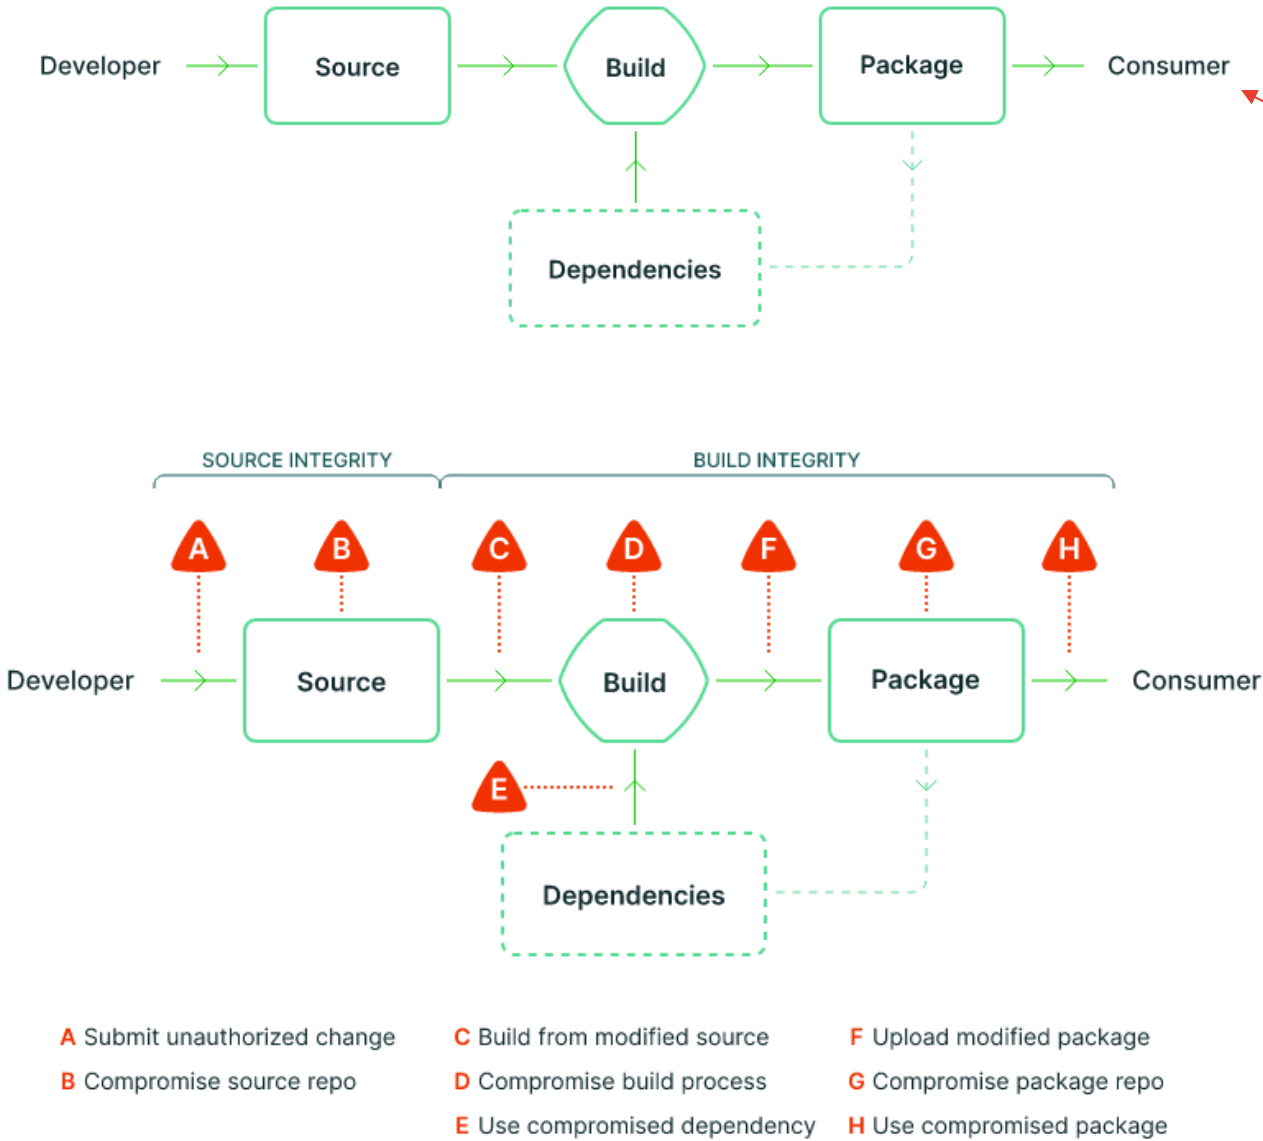 Developer
Source
Build
Package
Consumer
Dependencies
SOURCE INTEGRITY
BUILD INTEGRITY
A
B
C
D
F
G
H
Developer
Source
Build
Package
Consumer
E
Dependencies
A Submit unauthorized change
B Compromise source repo
C Build from modified source
D Compromise build process
E Use compromised dependency
F Upload modified package
G Compromise package repo
H Use compromised package